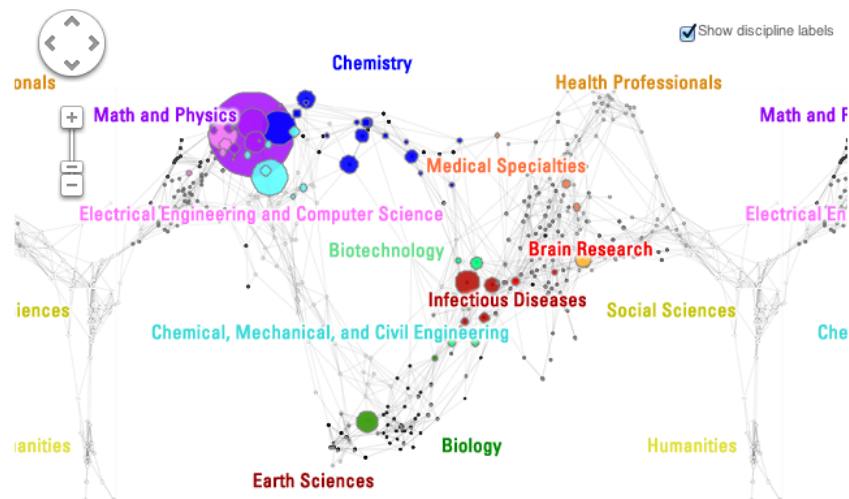 Show discipline labels
Chemistry
onals
Health Professionals
Math and Physics
Math and F
Medical Specialties
Electrical Engineering and Computer Science
Electrical En
Biotechnology
Brain Research
Infectious Diseases
iences
Social Sciences
Chemical, Mechanical, and Civil Engineering
Che
anities
Biology
Humanities
Earth Sciences